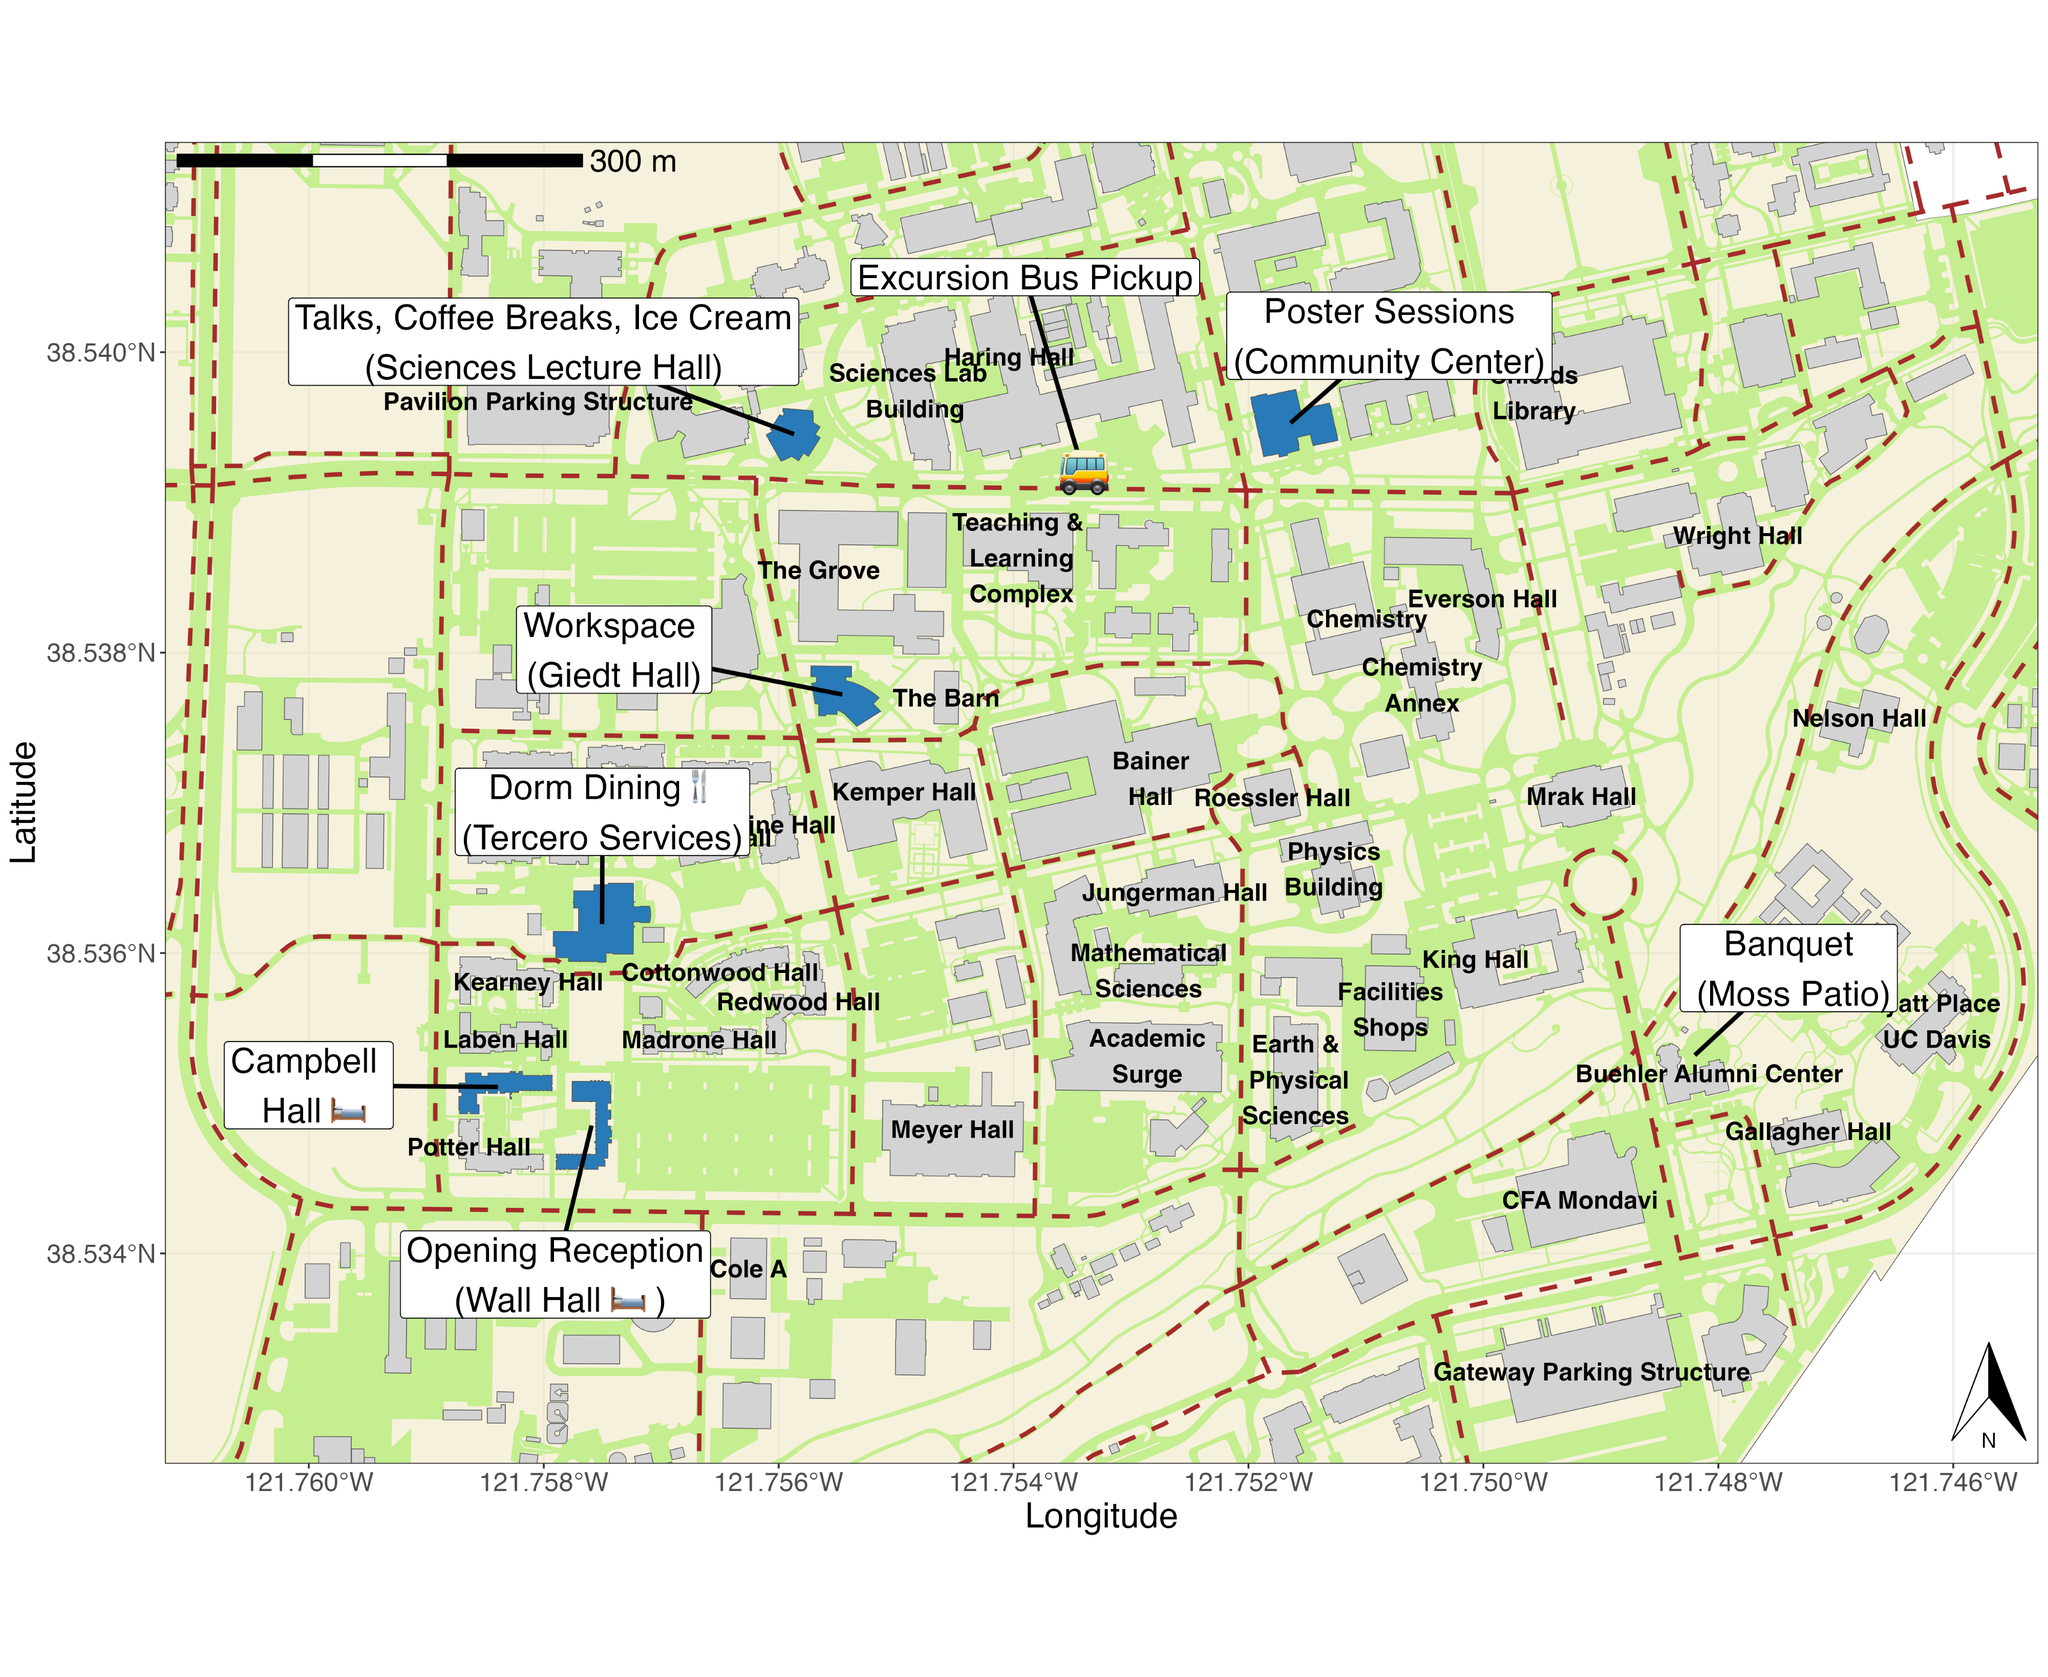 300 m
Excursion Bus Pickup
Talks, Coffee Breaks, Ice Cream
(Sciences Lecture Hall)
Poster Sessions
(Community Center)
Haring Hall
Sciences Lab
Building
Pavilion Parking Structure
Shields
Library
Teaching &
Learning
Complex
The Grove
Wright Hall
Everson Hall
Chemistry
Workspace
(Giedt Hall)
Chemistry
Annex
The Barn
Nelson Hall
Bainer
Hall
Kemper Hall
Roessler Hall
Mrak Hall
Dorm Dining
(Tercero Services)
ine Hall
all
Physics
Building
Jungerman Hall
Mathematical
Sciences
King Hall
Banquet
(Moss Patio)
Kearney Hall
Cottonwood Hall
Redwood Hall
Facilities
Shops
att Place
UC Davis
Laben Hall
Madrone Hall
Academic
Surge
Earth &
Physical
Sciences
Campbell
Hall
Buehler Alumni Center
Potter Hall
Meyer Hall
Gallagher Hall
CFA Mondavi
Opening Reception
(Wall Hall )
Cole A
Gateway Parking Structure
N
38.540°N
38.538°N
38.536°N
38.534°N
Latitude
121.760°W 121.758°W 121.756°W 121.754°W 121.752°W 121.750°W 121.748°W 121.746°W
Longitude